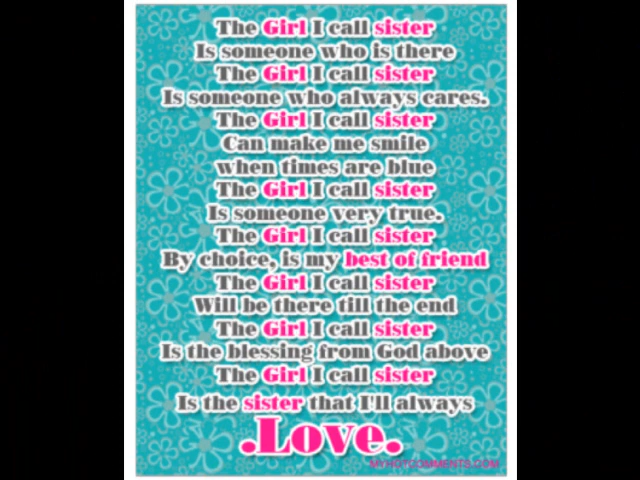 The Girl I call sister
Is someone who is there
The Girl I call sister
Is someone who always cares.
The Girl I call sister
Can make me smile
when times are blue
The Girl I call sister
Is someone very true.
The Girl I call sister
By choice, is my best of friend
The Girl I call sister
Will be there till the end
The Girl I call sister
Is the blessing from God above
The Girl I call sister
Is the sister that I'll always
.Love.
MYHOTCOMMENTS.COM